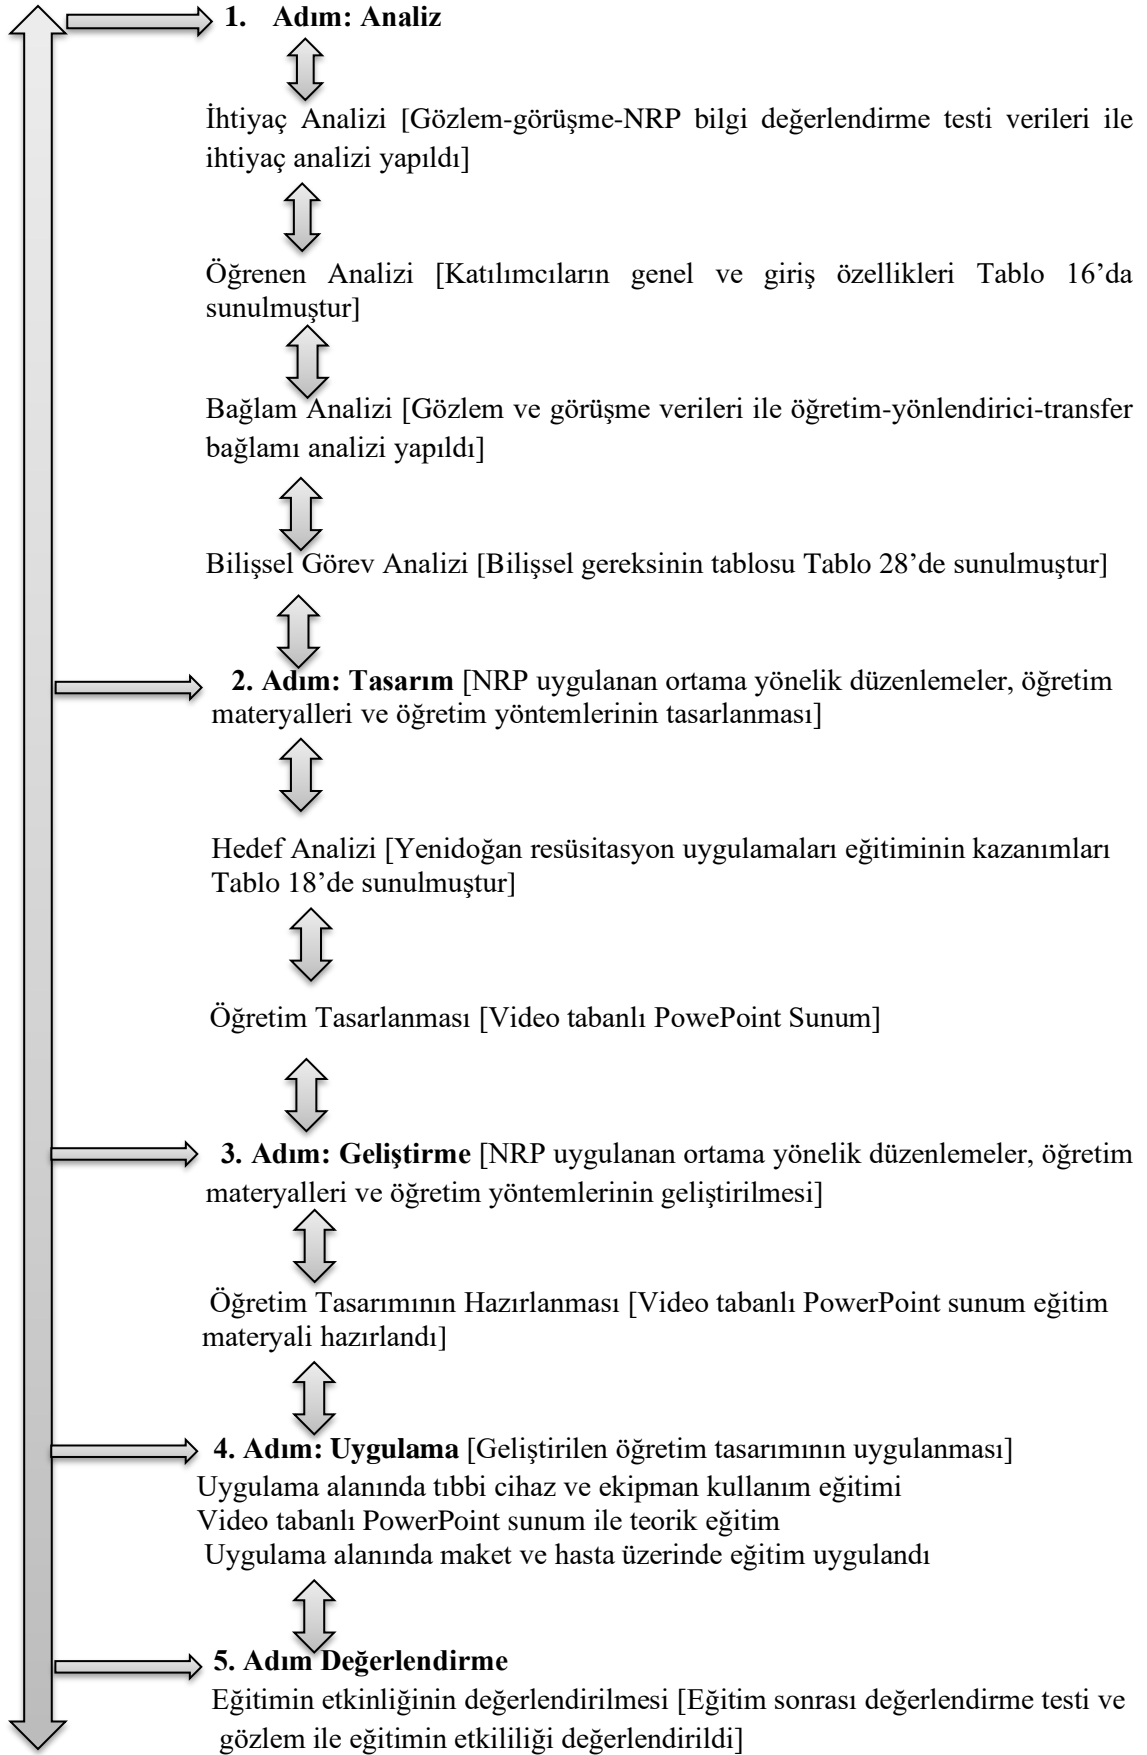 1. Adım: Analiz
İhtiyaç Analizi [Gözlem-görüşme-NRP bilgi değerlendirme testi verileri ile
ihtiyaç analizi yapıldı]
Öğrenen Analizi [Katılımcıların genel ve giriş özellikleri Tablo 16’da
sunulmuştur]
Bağlam Analizi [Gözlem ve görüşme verileri ile öğretim-yönlendirici-transfer
bağlamı analizi yapıldı]
Bilişsel Görev Analizi [Bilişsel gereksinin tablosu Tablo 28’de sunulmuştur]
2. Adım: Tasarım [NRP uygulanan ortama yönelik düzenlemeler, öğretim
materyalleri ve öğretim yöntemlerinin tasarlanması]
Hedef Analizi [Yenidoğan resüsitasyon uygulamaları eğitiminin kazanımları
Tablo 18’de sunulmuştur]
Öğretim Tasarlanması [Video tabanlı PowePoint Sunum]
3. Adım: Geliştirme [NRP uygulanan ortama yönelik düzenlemeler, öğretim
materyalleri ve öğretim yöntemlerinin geliştirilmesi]
Öğretim Tasarımının Hazırlanması [Video tabanlı PowerPoint sunum eğitim
materyali hazırlandı]
4. Adım: Uygulama [Geliştirilen öğretim tasarımının uygulanması]
Uygulama alanında tıbbi cihaz ve ekipman kullanım eğitimi
Video tabanlı PowerPoint sunum ile teorik eğitim
Uygulama alanında maket ve hasta üzerinde eğitim uygulandı
5. Adım Değerlendirme
Eğitimin etkinliğinin değerlendirilmesi [Eğitim sonrası değerlendirme testi ve
gözlem ile eğitimin etkililiği değerlendirildi]